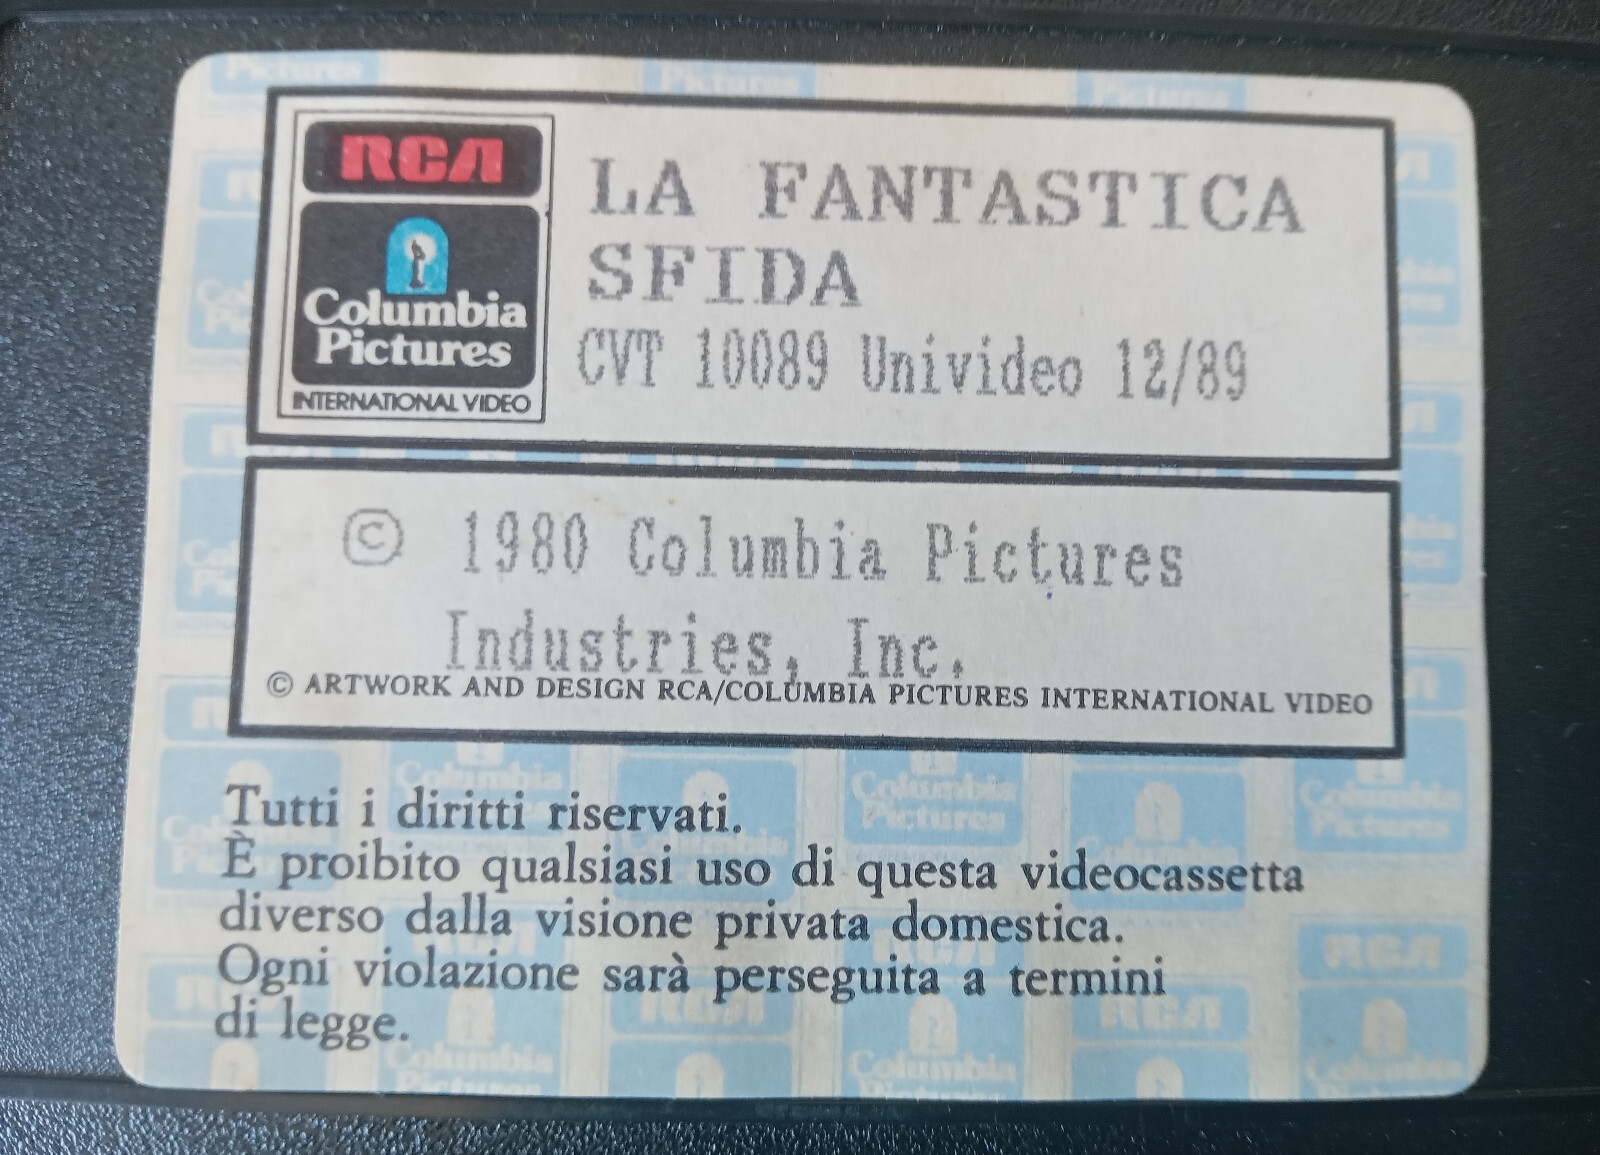 RCA
Columbia
Pictures
INTERNATIONAL VIDEO
LA FANTASTICA
SFIDA
CVT 10089 Univideo 12/89
© 1980 Columbia Pictures
Industries, Inc.
© ARTWORK AND DESIGN RCA/COLUMBIA PICTURES INTERNATIONAL VIDEO
Tutti i diritti riservati.
È proibito qualsiasi uso di questa videocassetta
diverso dalla visione privata domestica.
Ogni violazione sarà perseguita a termini
di legge.